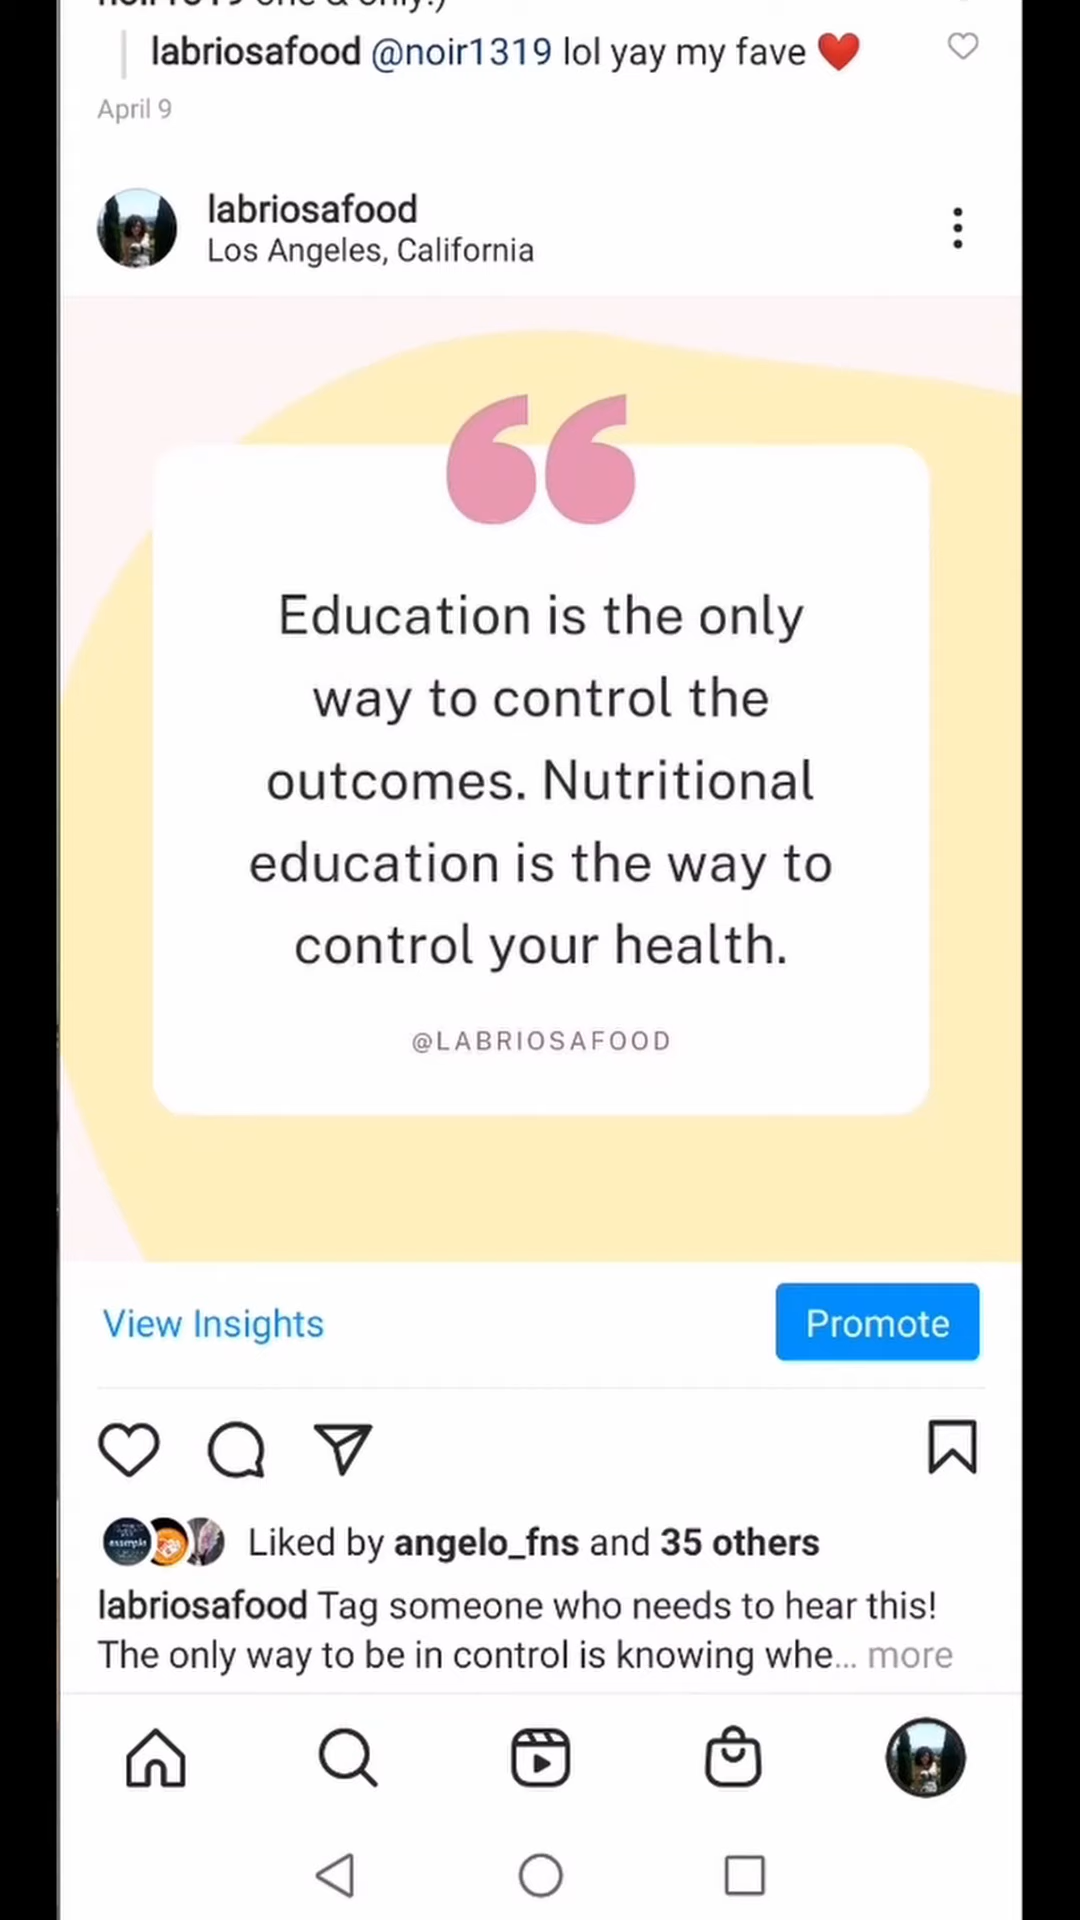 labriosafood @noir1319 lol yay my fave ❤️
April 9
labriosafood
Los Angeles, California
Education is the only
way to control the
outcomes. Nutritional
education is the way to
control your health.
@LABRIOSAFOOD
View Insights
Promote
Liked by angelo_fns and 35 others
labriosafood Tag someone who needs to hear this!
The only way to be in control is knowing whe... more